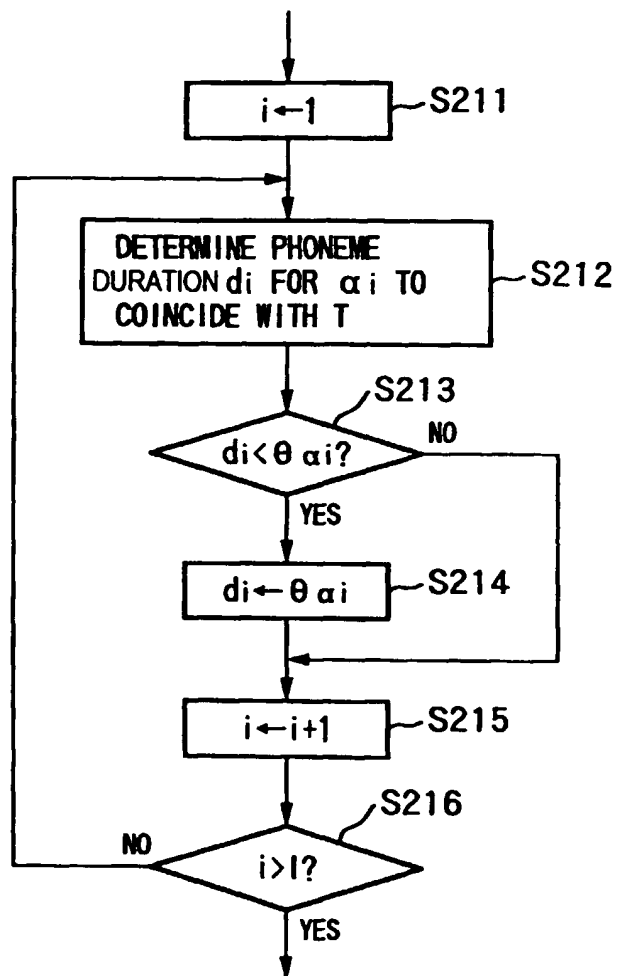 i←1
S211
DETERMINE PHONEME
DURATION di FOR αi TO
COINCIDE WITH T
S212
S213
di<θαi?
NO
YES
di←θαi
S214
i←i+1
S215
S216
NO
i>I?
YES